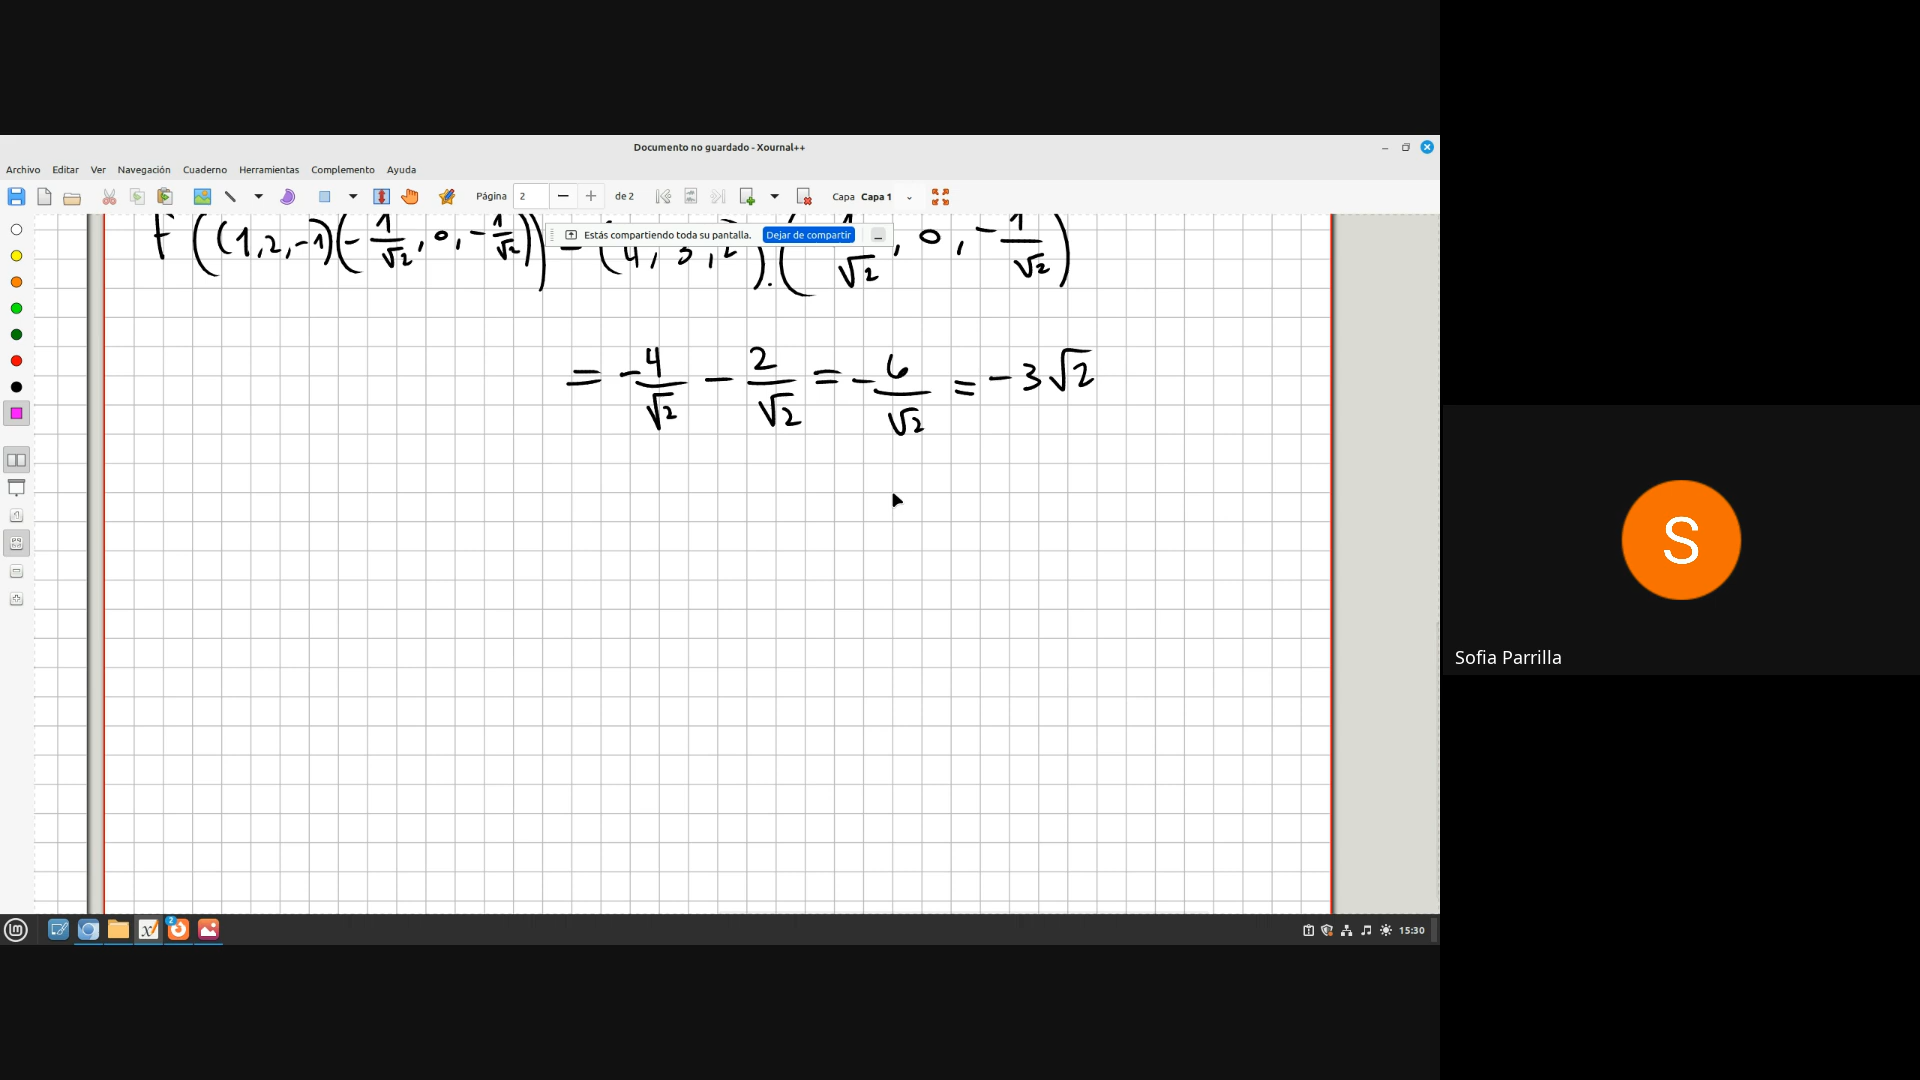 Documento no guardado - Xournal++
Archivo Editar Ver Navegación Cuaderno Herramientas Complemento Ayuda
Página 2 de 2 Capa Capa 1
Estás compartiendo toda su pantalla. Dejar de compartir
((1,2,-1)(-1/√2, 0, -1/√2)) = (4, , 2).( 1/√2, 0, -1/√2)
= -4/√2 - 2/√2 = -6/√2 = -3√2
S
Sofia Parrilla
2
15:30